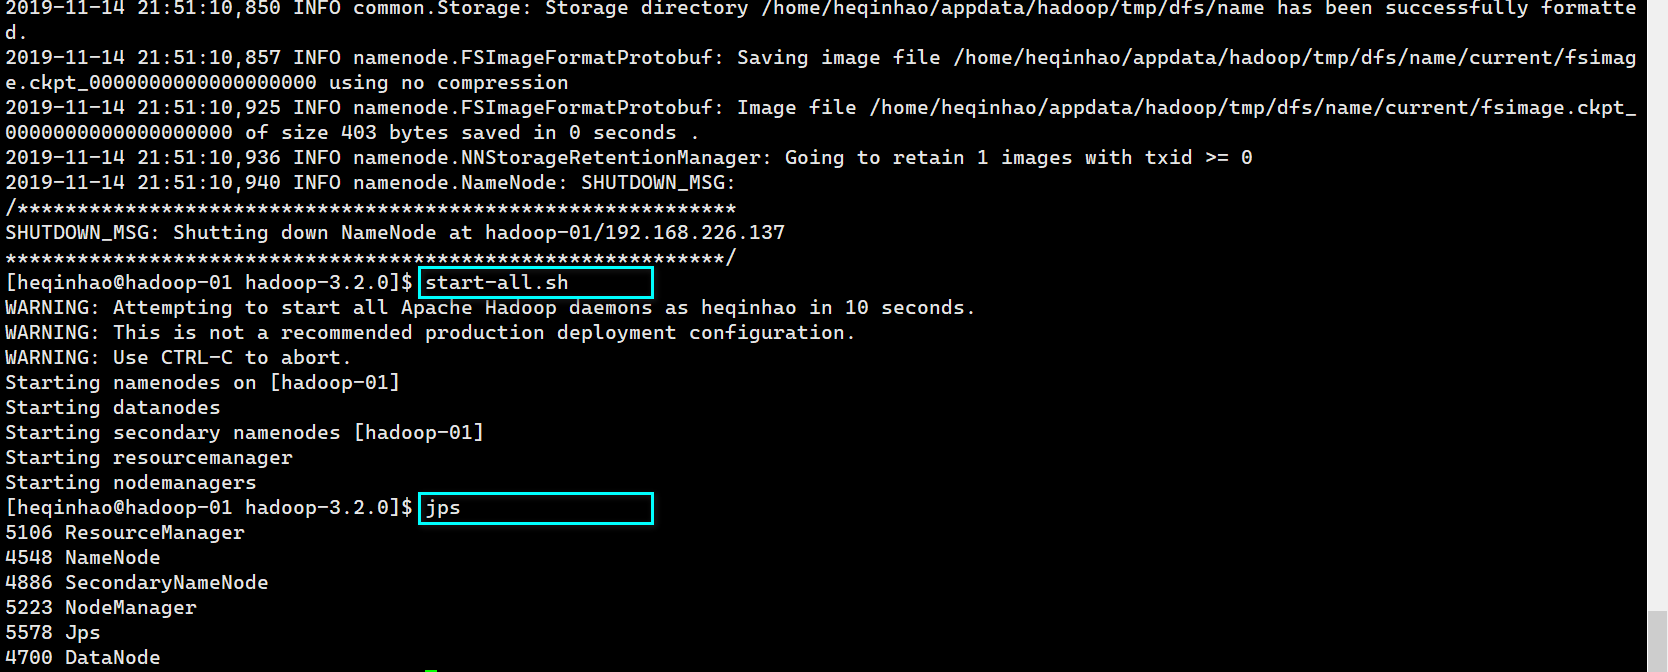 2019-11-14 21:51:10,850 INFO common.Storage: Storage directory /home/heqinhao/appdata/hadoop/tmp/dfs/name has been successfully formatte
d.
2019-11-14 21:51:10,857 INFO namenode.FSImageFormatProtobuf: Saving image file /home/heqinhao/appdata/hadoop/tmp/dfs/name/current/fsimag
e.ckpt_0000000000000000000 using no compression
2019-11-14 21:51:10,925 INFO namenode.FSImageFormatProtobuf: Image file /home/heqinhao/appdata/hadoop/tmp/dfs/name/current/fsimage.ckpt_
0000000000000000000 of size 403 bytes saved in 0 seconds .
2019-11-14 21:51:10,936 INFO namenode.NNStorageRetentionManager: Going to retain 1 images with txid >= 0
2019-11-14 21:51:10,940 INFO namenode.NameNode: SHUTDOWN_MSG:
/************************************************************
SHUTDOWN_MSG: Shutting down NameNode at hadoop-01/192.168.226.137
************************************************************/
[heqinhao@hadoop-01 hadoop-3.2.0]$ start-all.sh
WARNING: Attempting to start all Apache Hadoop daemons as heqinhao in 10 seconds.
WARNING: This is not a recommended production deployment configuration.
WARNING: Use CTRL-C to abort.
Starting namenodes on [hadoop-01]
Starting datanodes
Starting secondary namenodes [hadoop-01]
Starting resourcemanager
Starting nodemanagers
[heqinhao@hadoop-01 hadoop-3.2.0]$ jps
5106 ResourceManager
4548 NameNode
4886 SecondaryNameNode
5223 NodeManager
5578 Jps
4700 DataNode